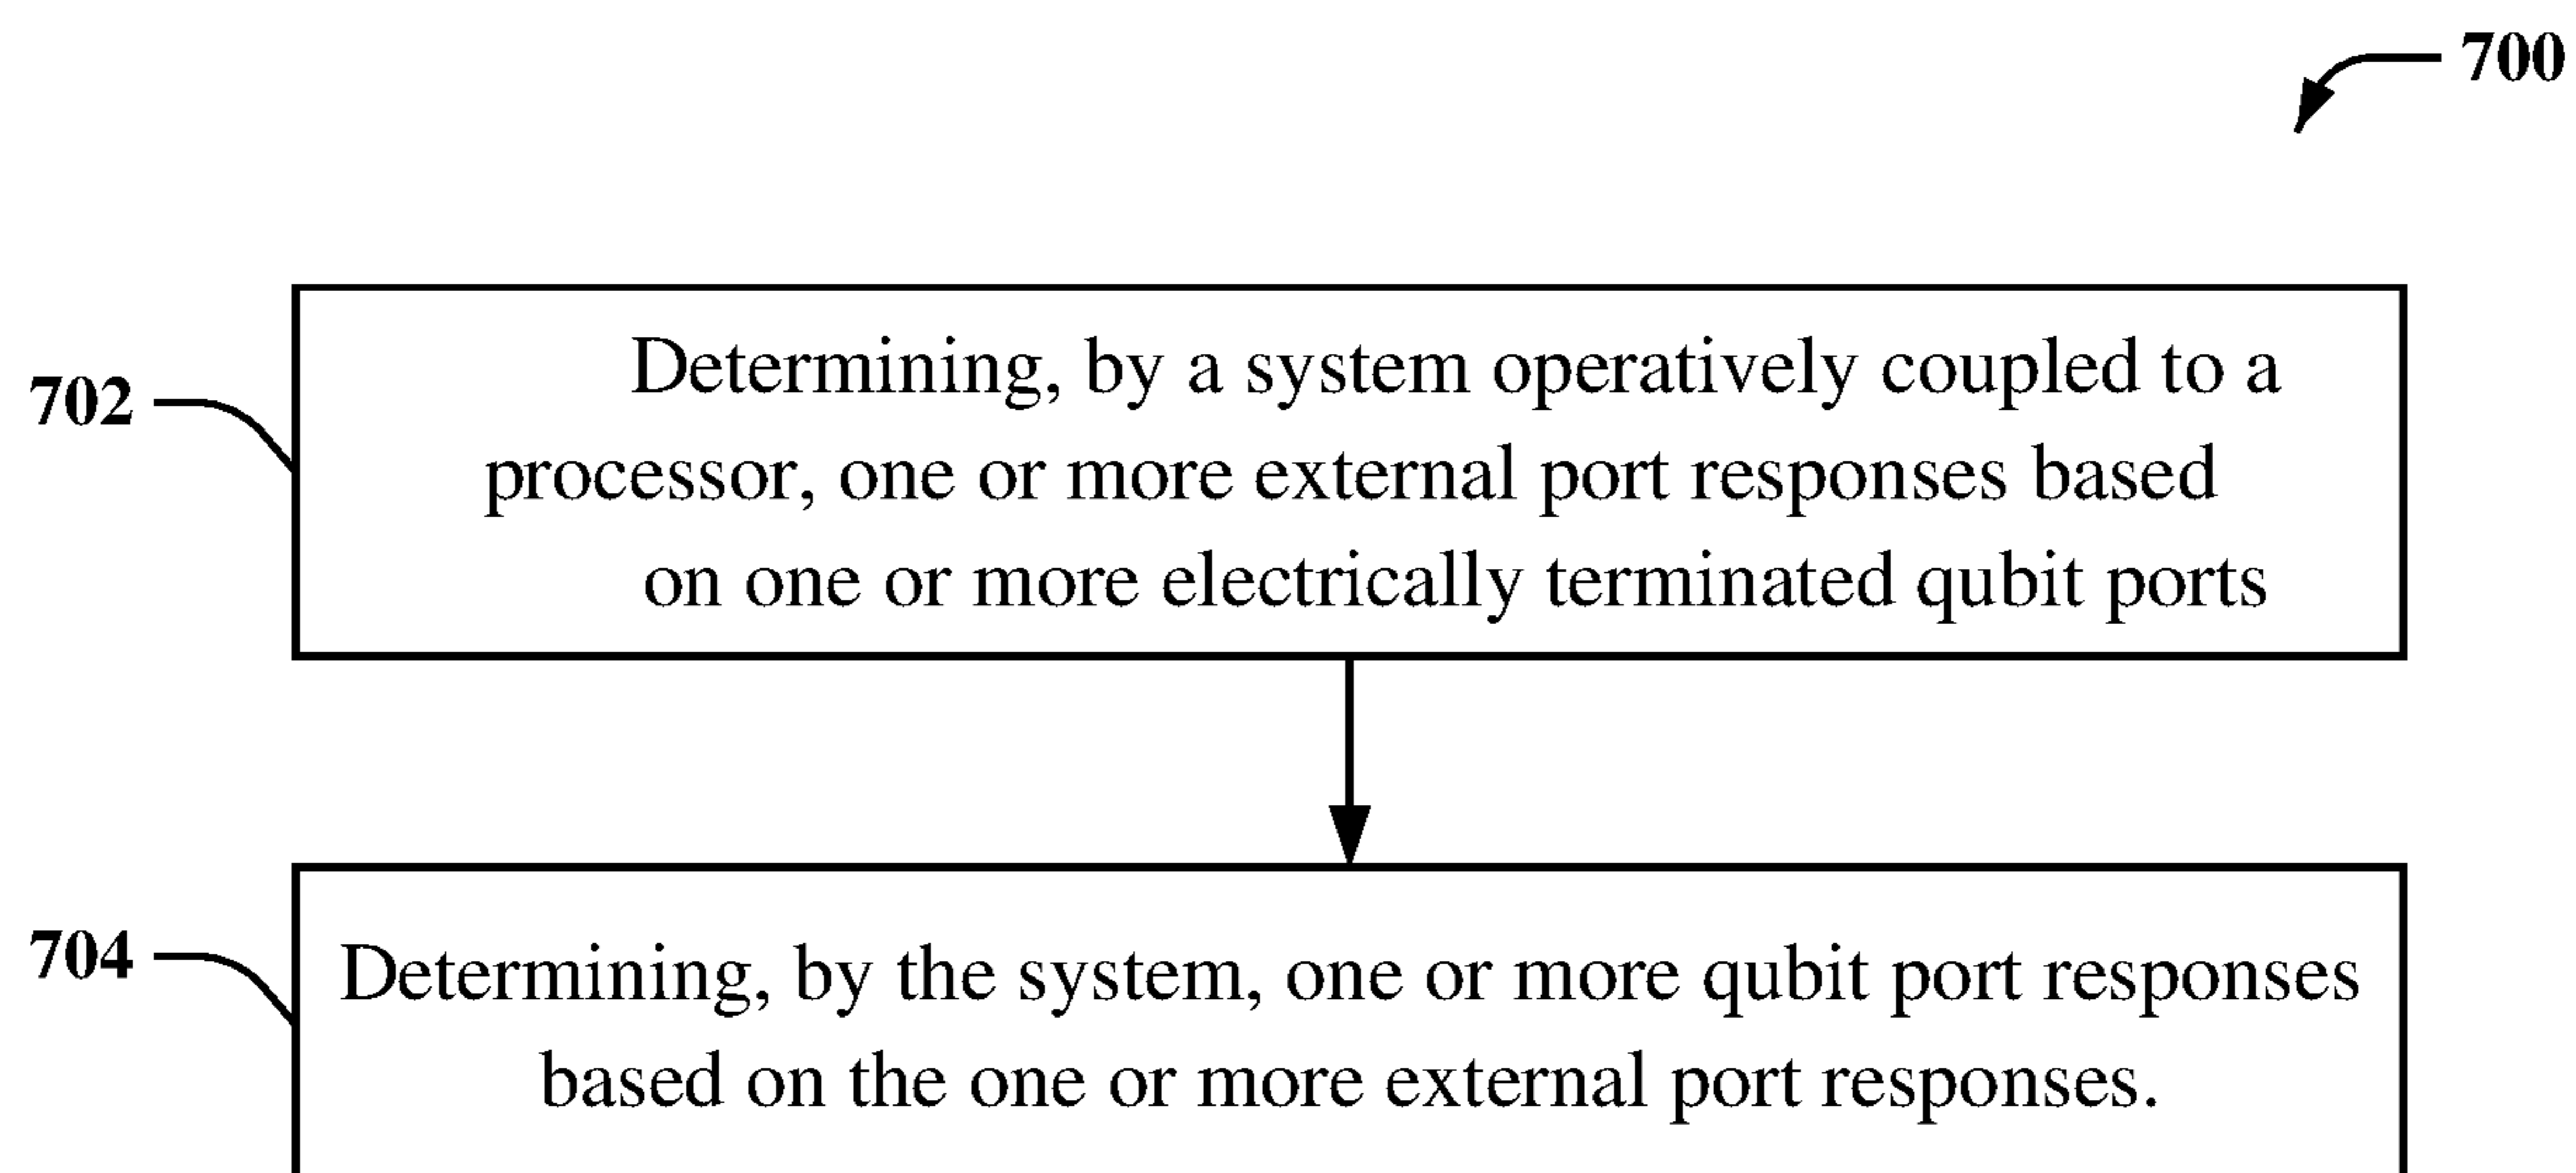 700
702
Determining, by a system operatively coupled to a
processor, one or more external port responses based
on one or more electrically terminated qubit ports
704
Determining, by the system, one or more qubit port responses
based on the one or more external port responses.